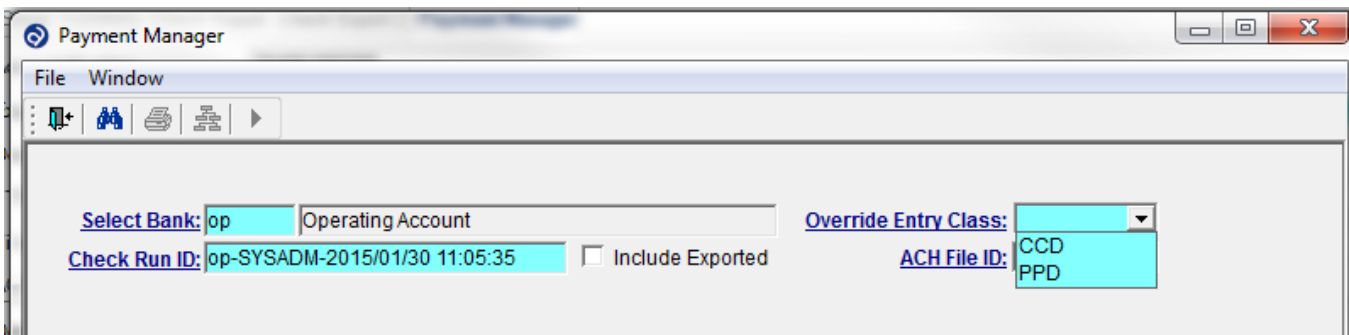 Payment Manager
File Window
Select Bank: op Operating Account Override Entry Class:
Check Run ID: op-SYSADM-2015/01/30 11:05:35 Include Exported ACH File ID: CCD
PPD